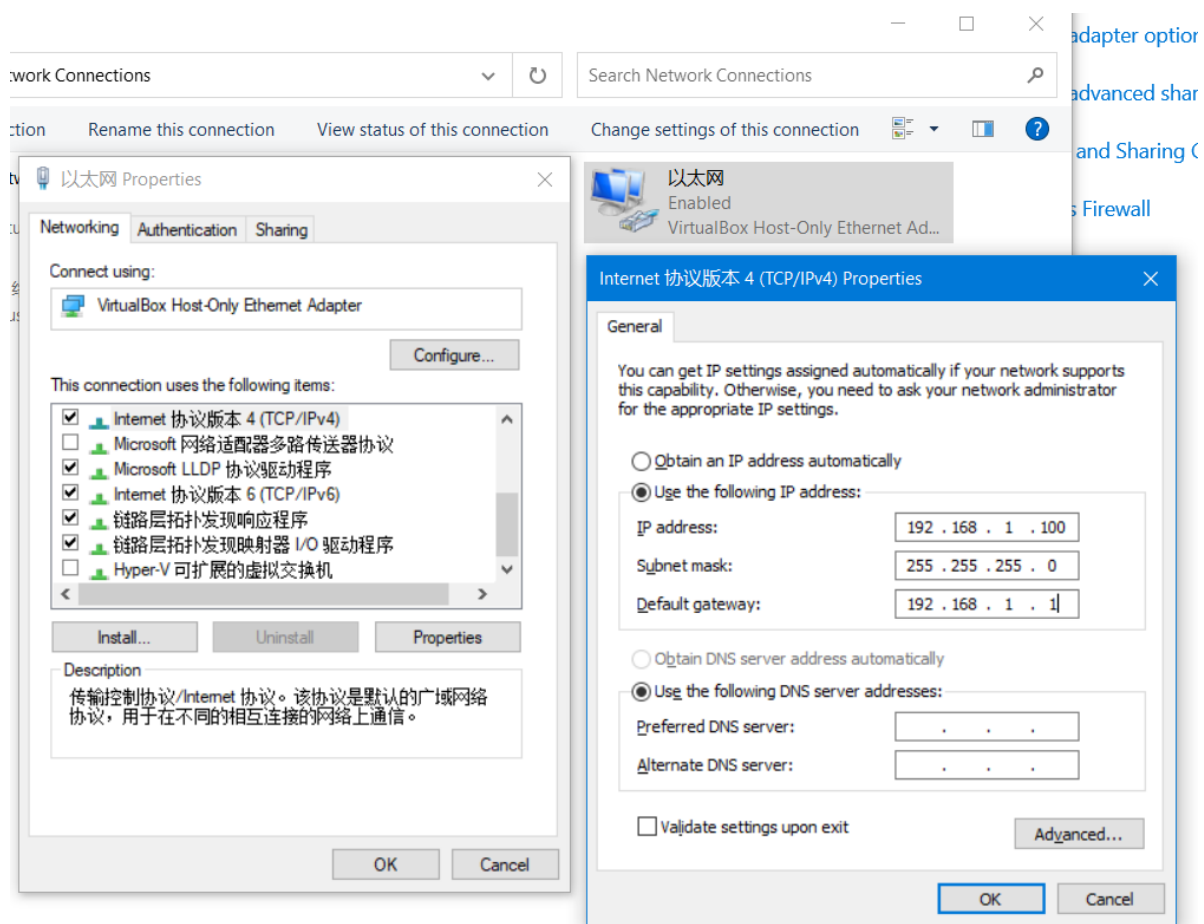 adapter option
twork Connections
Search Network Connections
advanced shar
ction
Rename this connection
View status of this connection
Change settings of this connection
?
and Sharing C
以太网 Properties
以太网
Enabled
VirtualBox Host-Only Ethernet Ad...
s Firewall
Networking
Authentication
Sharing
Connect using:
VirtualBox Host-Only Ethernet Adapter
Configure...
This connection uses the following items:
Internet 协议版本 4 (TCP/IPv4)
Microsoft 网络适配器多路传送器协议
Microsoft LLDP 协议驱动程序
Internet 协议版本 6 (TCP/IPv6)
链路层拓扑发现响应程序
链路层拓扑发现映射器 I/O 驱动程序
Hyper-V 可扩展的虚拟交换机
Install...
Uninstall
Properties
Description
传输控制协议/Internet 协议。该协议是默认的广域网络
协议，用于在不同的相互连接的网络上通信。
OK
Cancel
Internet 协议版本 4 (TCP/IPv4) Properties
General
You can get IP settings assigned automatically if your network supports
this capability. Otherwise, you need to ask your network administrator
for the appropriate IP settings.
Obtain an IP address automatically
Use the following IP address:
IP address:
192 . 168 . 1 . 100
Subnet mask:
255 . 255 . 255 . 0
Default gateway:
192 . 168 . 1 . 1
Obtain DNS server address automatically
Use the following DNS server addresses:
Preferred DNS server:
. . .
Alternate DNS server:
. . .
Validate settings upon exit
Advanced...
OK
Cancel